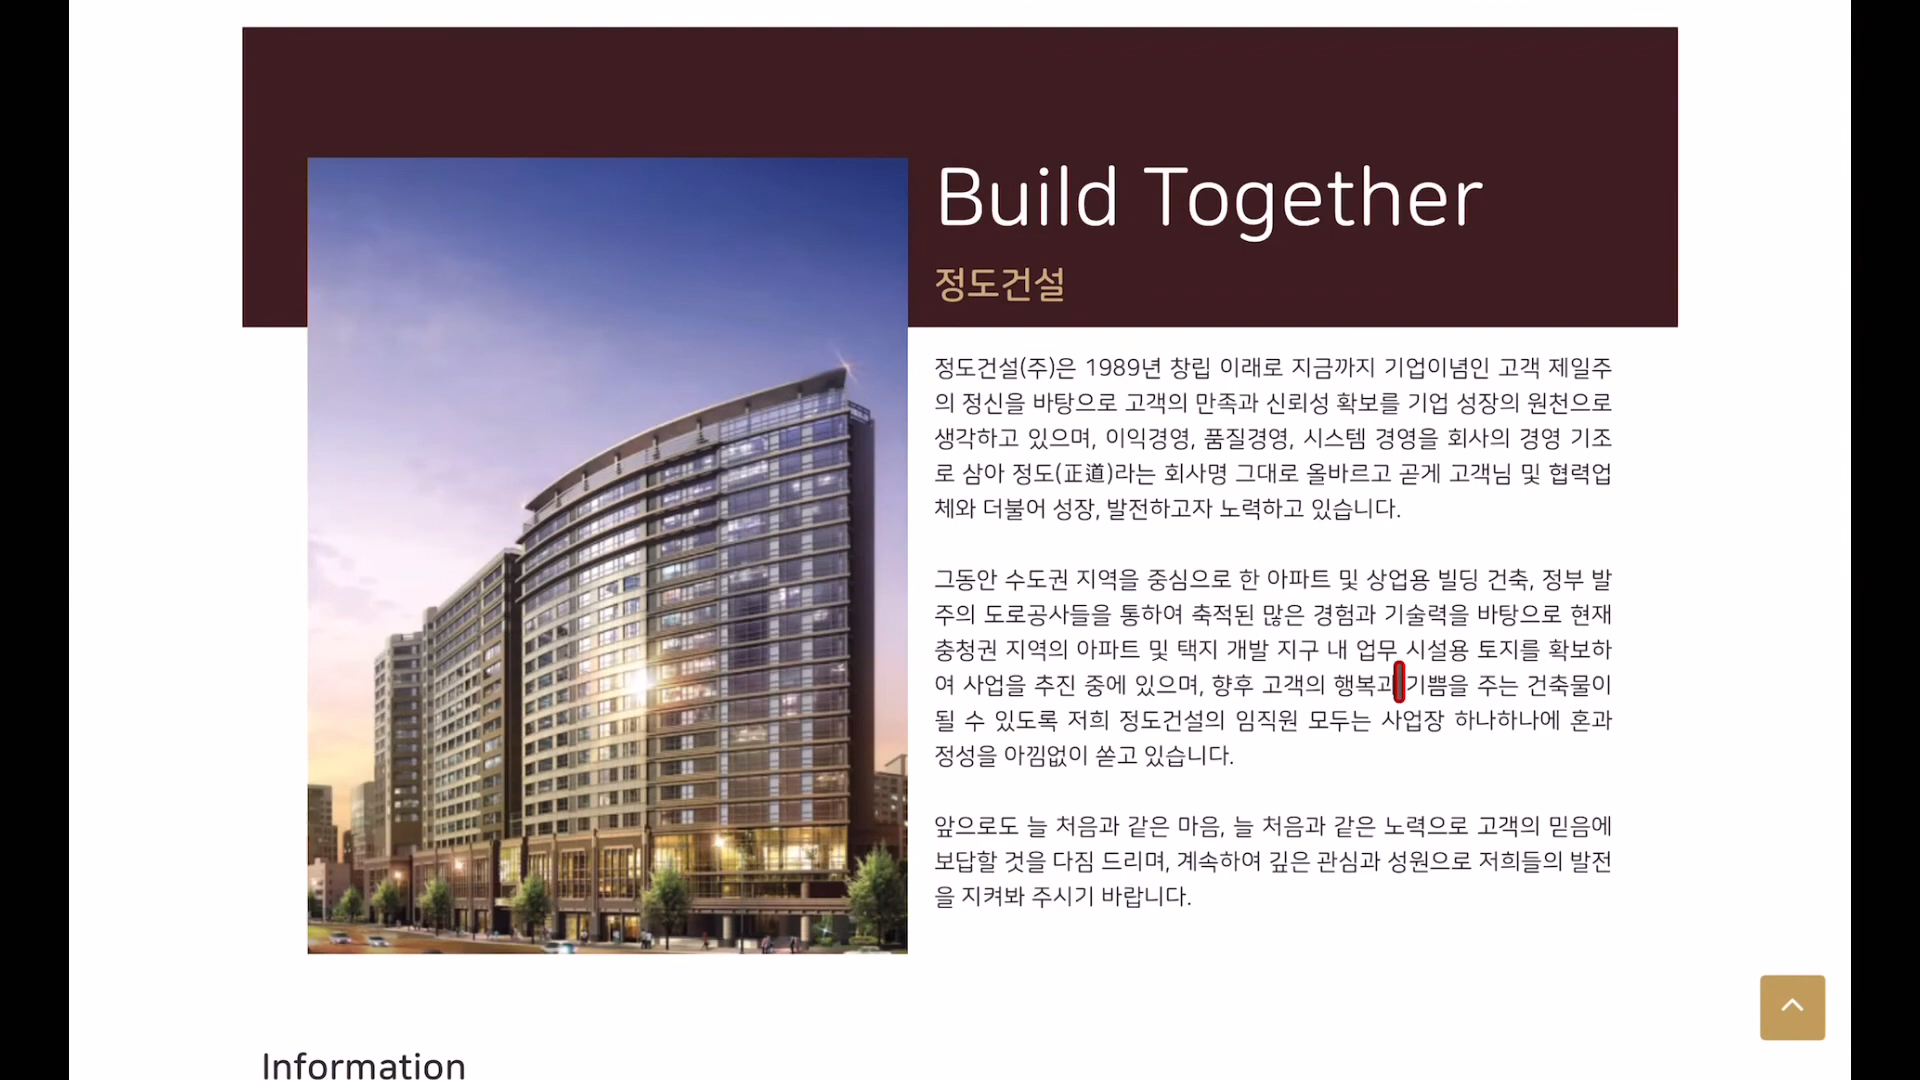 Build Together
정도건설
정도건설(주)은 1989년 창립 이래로 지금까지 기업이념인 고객 제일주
의 정신을 바탕으로 고객의 만족과 신뢰성 확보를 기업 성장의 원천으로
생각하고 있으며, 이익경영, 품질경영, 시스템 경영을 회사의 경영 기조
로 삼아 정도(正道)라는 회사명 그대로 올바르고 곧게 고객님 및 협력업
체와 더불어 성장, 발전하고자 노력하고 있습니다.
그동안 수도권 지역을 중심으로 한 아파트 및 상업용 빌딩 건축, 정부 발
주의 도로공사들을 통하여 축적된 많은 경험과 기술력을 바탕으로 현재
충청권 지역의 아파트 및 택지 개발 지구 내 업무 시설용 토지를 확보하
여 사업을 추진 중에 있으며, 향후 고객의 행복과 기쁨을 주는 건축물이
될 수 있도록 저희 정도건설의 임직원 모두는 사업장 하나하나에 혼과
정성을 아낌없이 쏟고 있습니다.
앞으로도 늘 처음과 같은 마음, 늘 처음과 같은 노력으로 고객의 믿음에
보답할 것을 다짐 드리며, 계속하여 깊은 관심과 성원으로 저희들의 발전
을 지켜봐 주시기 바랍니다.
Information